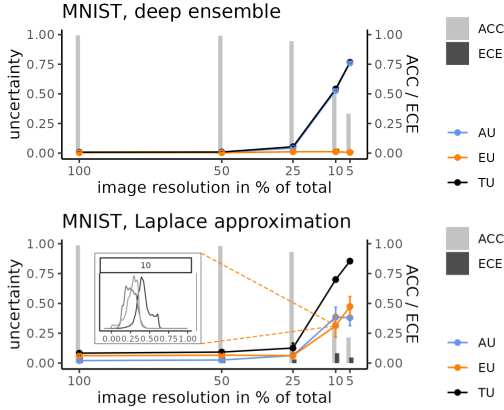 MNIST, deep ensemble
1.00
0.75
0.50
0.25
0.00
uncertainty
1.00
0.75
0.50
0.25
0.00
ACC / ECE
100
50
25
10
5
image resolution in % of total
ACC
ECE
AU
EU
TU
MNIST, Laplace approximation
1.00
0.75
0.50
0.25
0.00
uncertainty
10
0.00
0.25
0.50
0.75
1.00
1.00
0.75
0.50
0.25
0.00
ACC / ECE
100
50
25
10
5
image resolution in % of total
ACC
ECE
AU
EU
TU